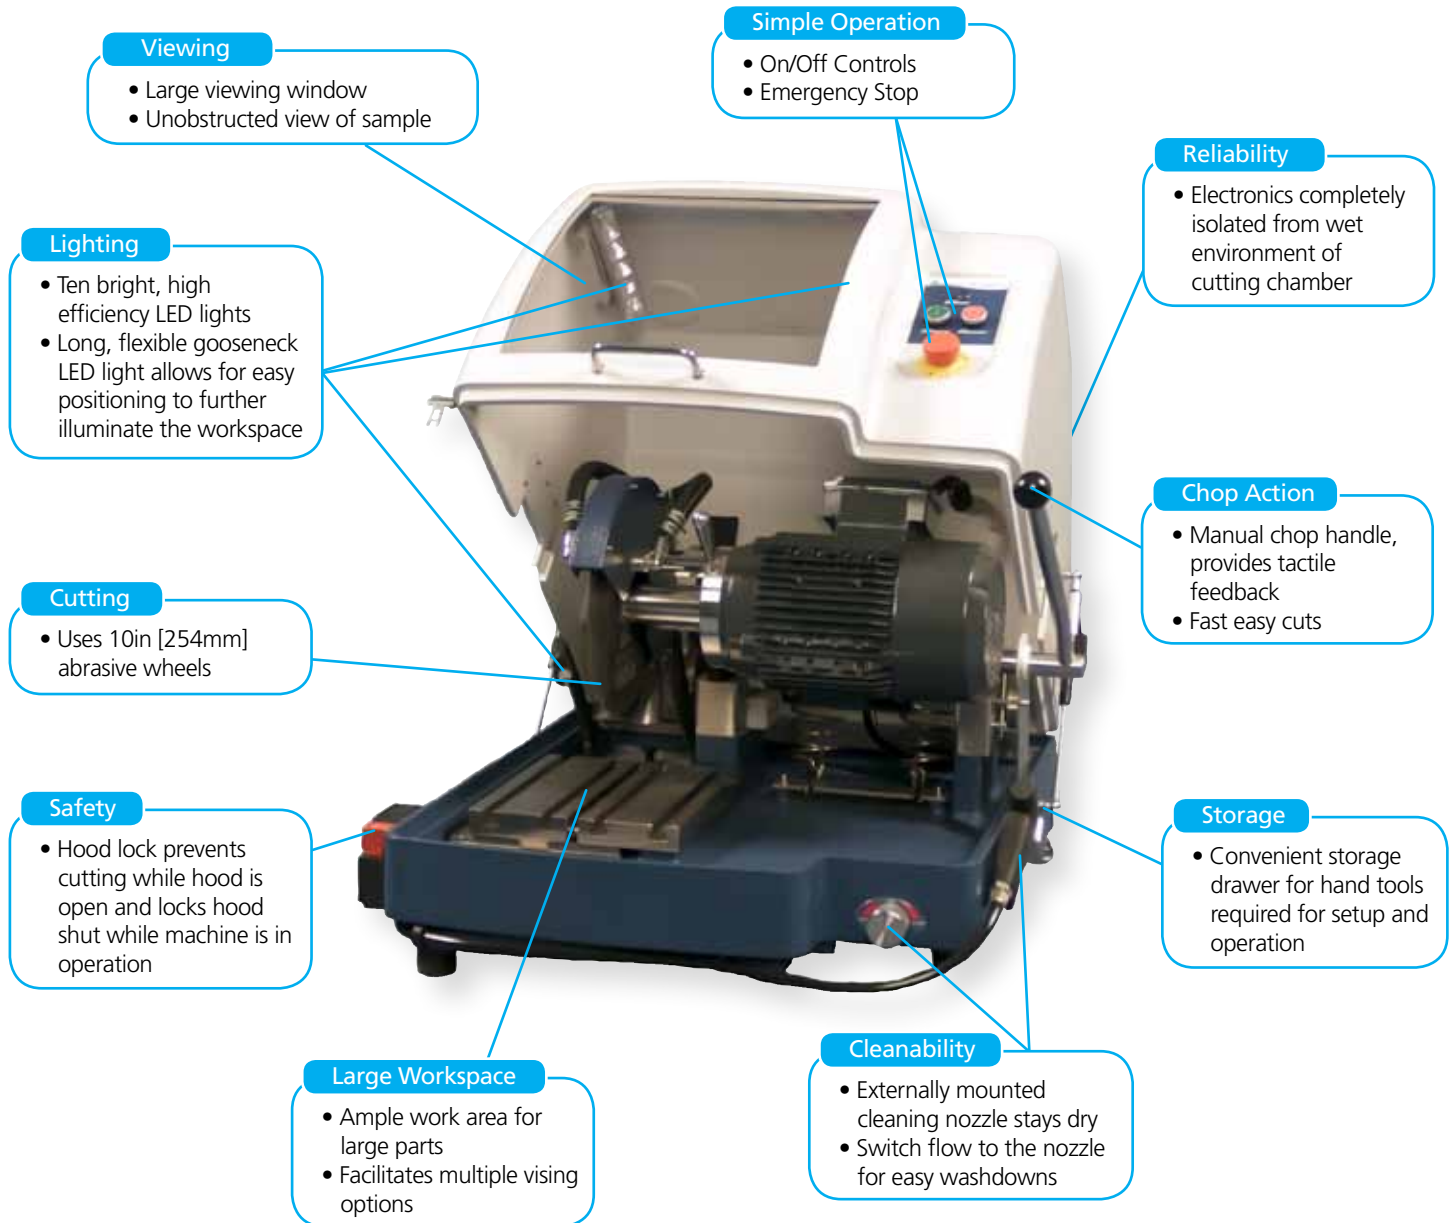 Simple Operation
• On/Off Controls
• Emergency Stop
Viewing
• Large viewing window
• Unobstructed view of sample
Reliability
• Electronics completely
isolated from wet
environment of
cutting chamber
Lighting
• Ten bright, high
efficiency LED lights
• Long, flexible gooseneck
LED light allows for easy
positioning to further
illuminate the workspace
Chop Action
• Manual chop handle,
provides tactile
feedback
• Fast easy cuts
Cutting
• Uses 10in [254mm]
abrasive wheels
Safety
• Hood lock prevents
cutting while hood is
open and locks hood
shut while machine is in
operation
Storage
• Convenient storage
drawer for hand tools
required for setup and
operation
Large Workspace
• Ample work area for
large parts
• Facilitates multiple vising
options
Cleanability
• Externally mounted
cleaning nozzle stays dry
• Switch flow to the nozzle
for easy washdowns